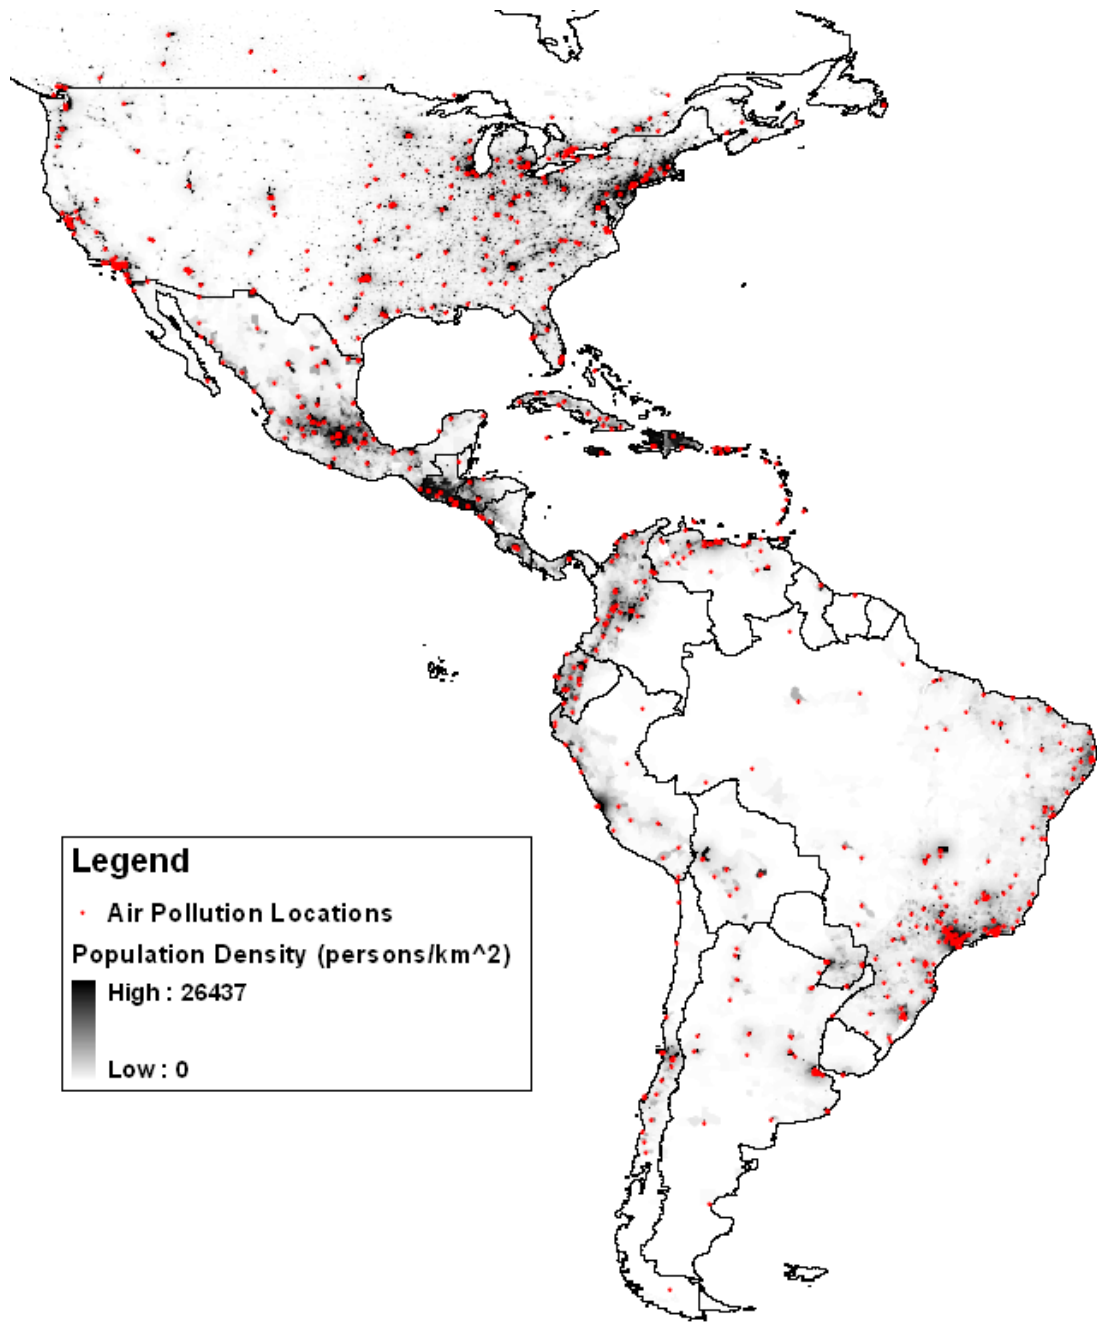 Legend
Air Pollution Locations
Population Density (persons/km^2)
High : 26437
Low : 0